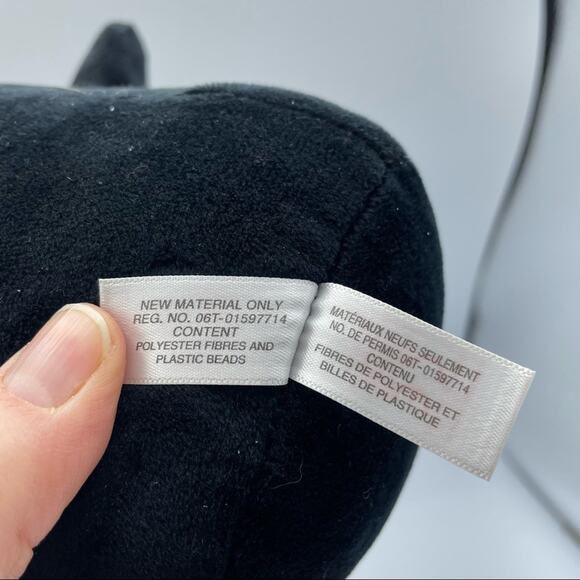 NEW MATERIAL ONLY
REG. NO. 06T-01597714
CONTENT
POLYESTER FIBRES AND
PLASTIC BEADS
MATÉRIAUX NEUFS SEULEMENT
NO. DE PERMIS 06T-01597714
CONTENU
FIBRES DE POLYESTER ET
BILLES DE PLASTIQUE